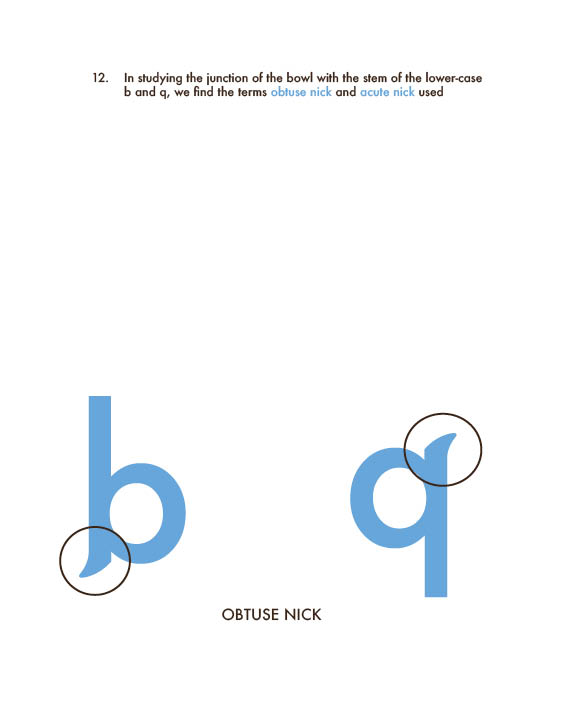 12. In studying the junction of the bowl with the stem of the lower-case
b and q, we find the terms obtuse nick and acute nick used
b q
OBTUSE NICK